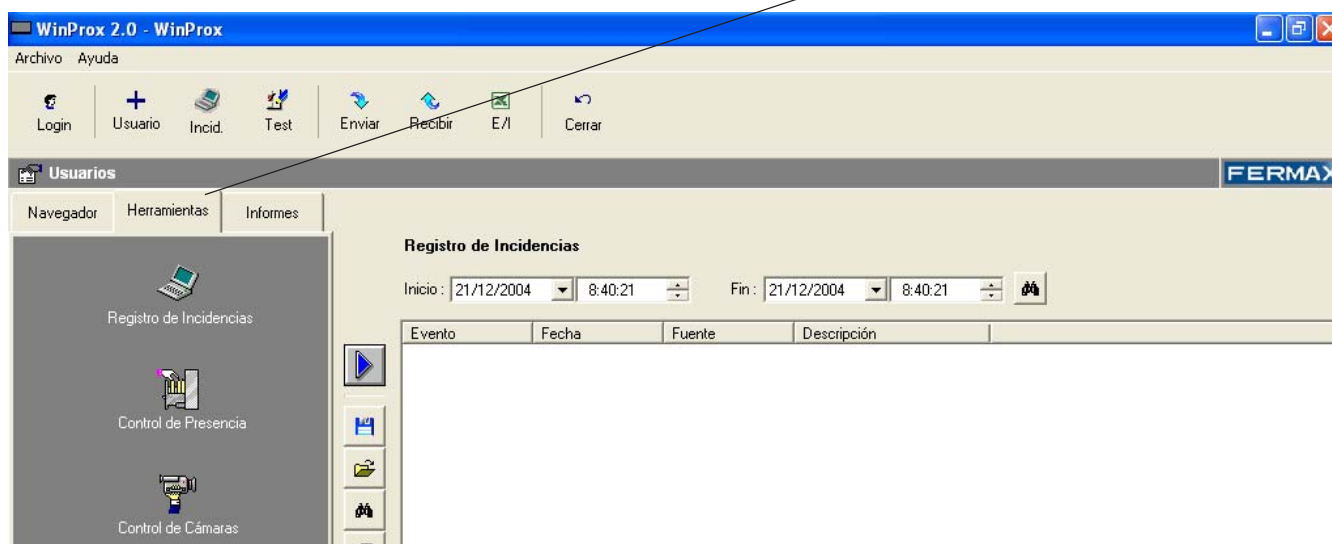 WinProx 2.0 - WinProx
Archivo Ayuda
Login Usuario Incid. Test Enviar Recibir E/I Cerrar
Usuarios FERMAX
Navegador Herramientas Informes
Registro de Incidencias
Inicio : 21/12/2004 8:40:21 Fin : 21/12/2004 8:40:21
Registro de Incidencias
Evento Fecha Fuente Descripción
Control de Presencia
Control de Cámaras